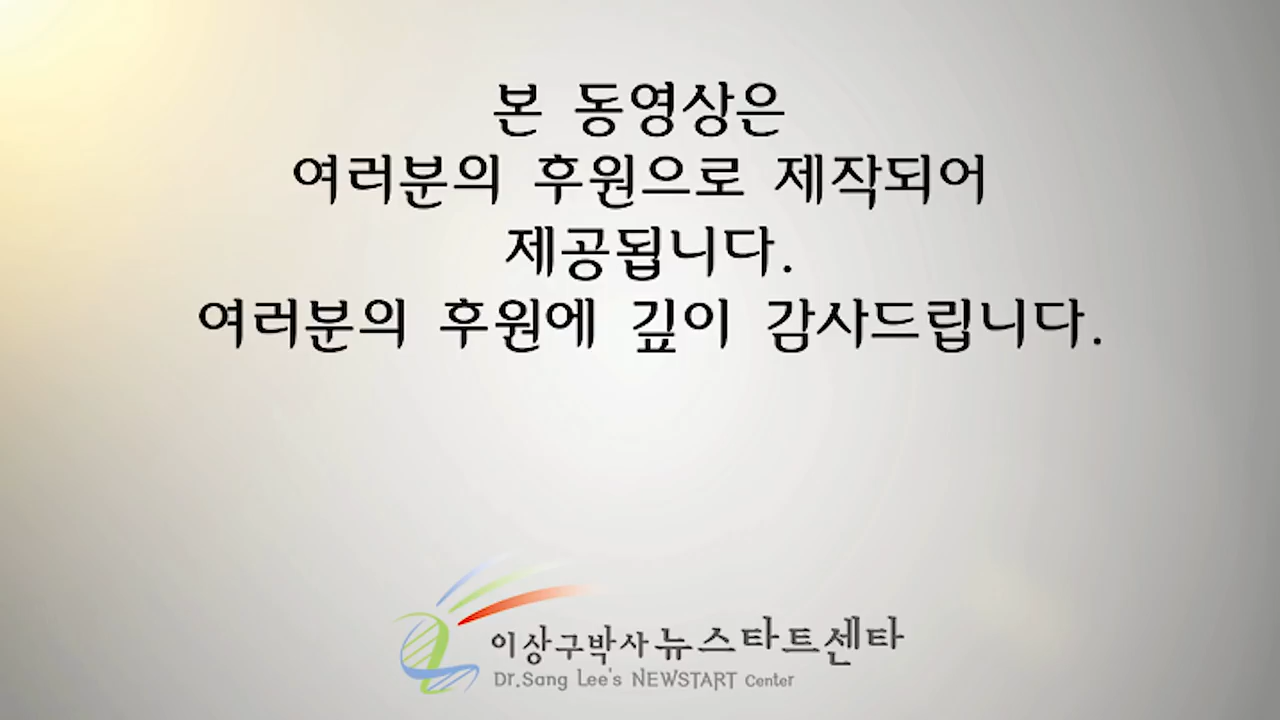 본 동영상은
여러분의 후원으로 제작되어
제공됩니다.
여러분의 후원에 깊이 감사드립니다.
이상구박사 뉴스타트센타
Dr.Sang Lee's NEWSTART Center